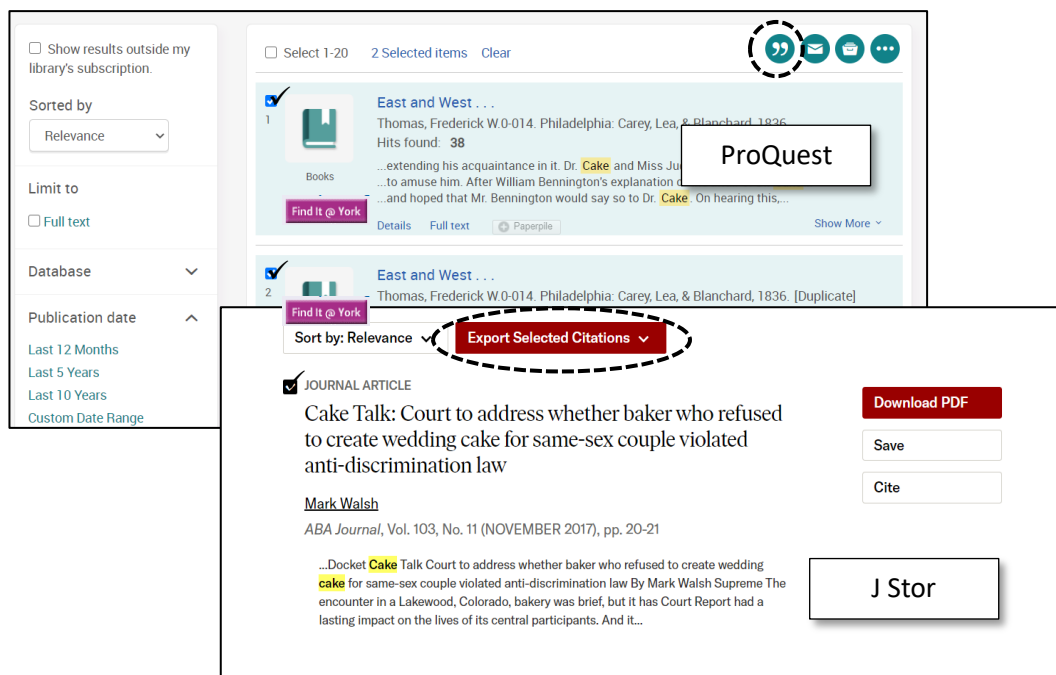 Show results outside my
library's subscription.
Sorted by
Relevance
Limit to
Full text
Database
Publication date
Last 12 Months
Last 5 Years
Last 10 Years
Custom Date Range
Select 1-20 2 Selected items Clear
1
Books
Find It @ York
East and West . . .
Thomas, Frederick W.0-014. Philadelphia: Carey, Lea, & Blanchard, 1836.
Hits found: 38
...extending his acquaintance in it. Dr. Cake and Miss
...to amuse him. After William Bennington's explanation
...and hoped that Mr. Bennington would say so to Dr. Cake. On hearing this,...
Details Full text Paperpile Show More
ProQuest
2
Find It @ York
East and West . . .
Thomas, Frederick W.0-014. Philadelphia: Carey, Lea, & Blanchard, 1836. [Duplicate]
Sort by: Relevance Export Selected Citations
JOURNAL ARTICLE
Cake Talk: Court to address whether baker who refused
to create wedding cake for same-sex couple violated
anti-discrimination law
Mark Walsh
ABA Journal, Vol. 103, No. 11 (NOVEMBER 2017), pp. 20-21
...Docket Cake Talk Court to address whether baker who refused to create wedding
cake for same-sex couple violated anti-discrimination law By Mark Walsh Supreme The
encounter in a Lakewood, Colorado, bakery was brief, but it has Court Report had a
lasting impact on the lives of its central participants. And it...
Download PDF
Save
Cite
J Stor